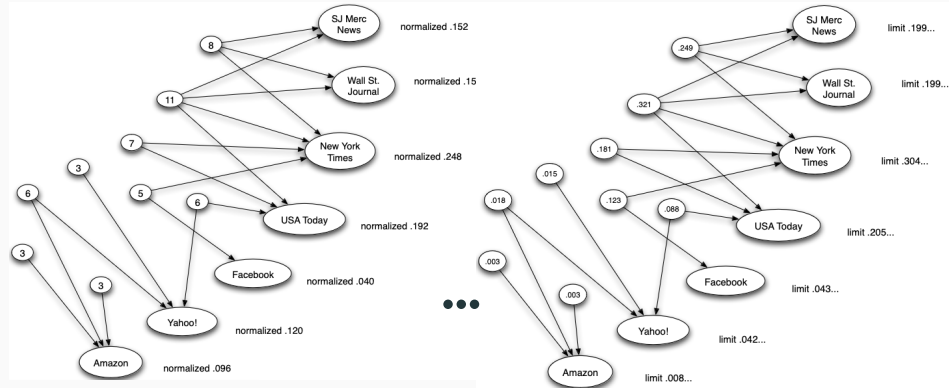 SJ Merc
News
normalized .152
8
Wall St.
Journal
normalized .15
11
New York
Times
normalized .248
7
3
5
6
6
USA Today
normalized .192
3
Facebook
normalized .040
3
Yahoo!
normalized .120
Amazon
normalized .096
SJ Merc
News
limit .199...
.249
Wall St.
Journal
limit .199...
.321
New York
Times
limit .304...
.181
.015
.123
.018
.088
USA Today
limit .205...
.003
Facebook
limit .043...
.003
Yahoo!
limit .042...
Amazon
limit .008...